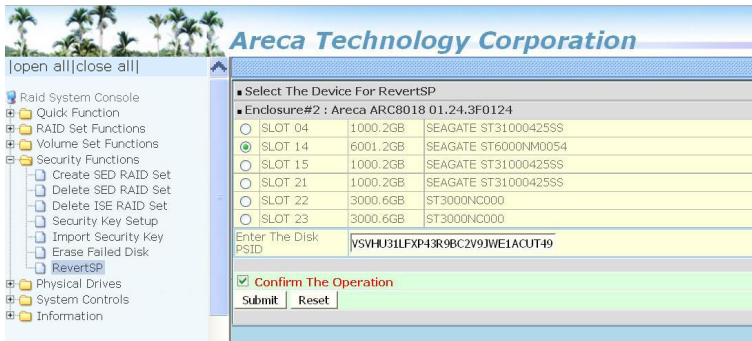 Areca Technology Corporation
|open all|close all|
Raid System Console
Quick Function
RAID Set Functions
Volume Set Functions
Security Functions
Create SED RAID Set
Delete SED RAID Set
Delete ISE RAID Set
Security Key Setup
Import Security Key
Erase Failed Disk
RevertSP
Physical Drives
System Controls
Information
Select The Device For RevertSP
Enclosure#2 : Areca ARC8018 01.24.3F0124
SLOT 04 1000.2GB SEAGATE ST31000425SS
SLOT 14 6001.2GB SEAGATE ST6000NM0054
SLOT 15 1000.2GB SEAGATE ST31000425SS
SLOT 21 1000.2GB SEAGATE ST31000425SS
SLOT 22 3000.6GB ST3000NC000
SLOT 23 3000.6GB ST3000NC000
Enter The Disk
PSID
VSVHU31LFXP43R9BC2V9JWE1ACUT49
Confirm The Operation
Submit Reset